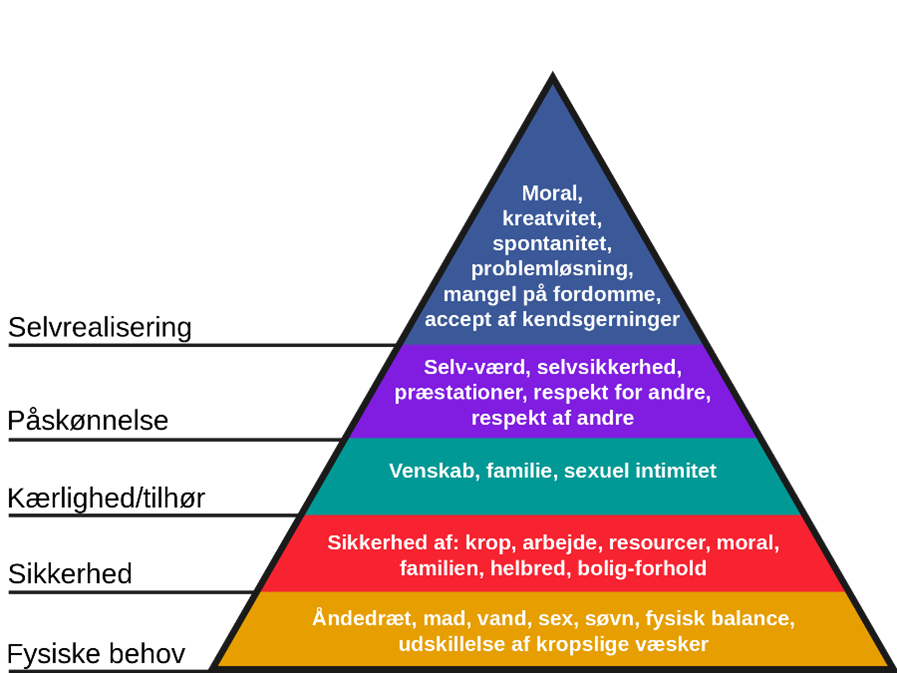 Moral,
kreatvitet,
spontanitet,
problemløsning,
mangel på fordomme,
accept af kendsgerninger
Selvrealisering
Selv-værd, selvsikkerhed,
præstationer, respekt for andre,
respekt af andre
Påskønnelse
Venskab, familie, sexuel intimitet
Kærlighed/tilhør
Sikkerhed af: krop, arbejde, resourcer, moral,
familien, helbred, bolig-forhold
Sikkerhed
Åndedræt, mad, vand, sex, søvn, fysisk balance,
udskillelse af kropslige væsker
Fysiske behov